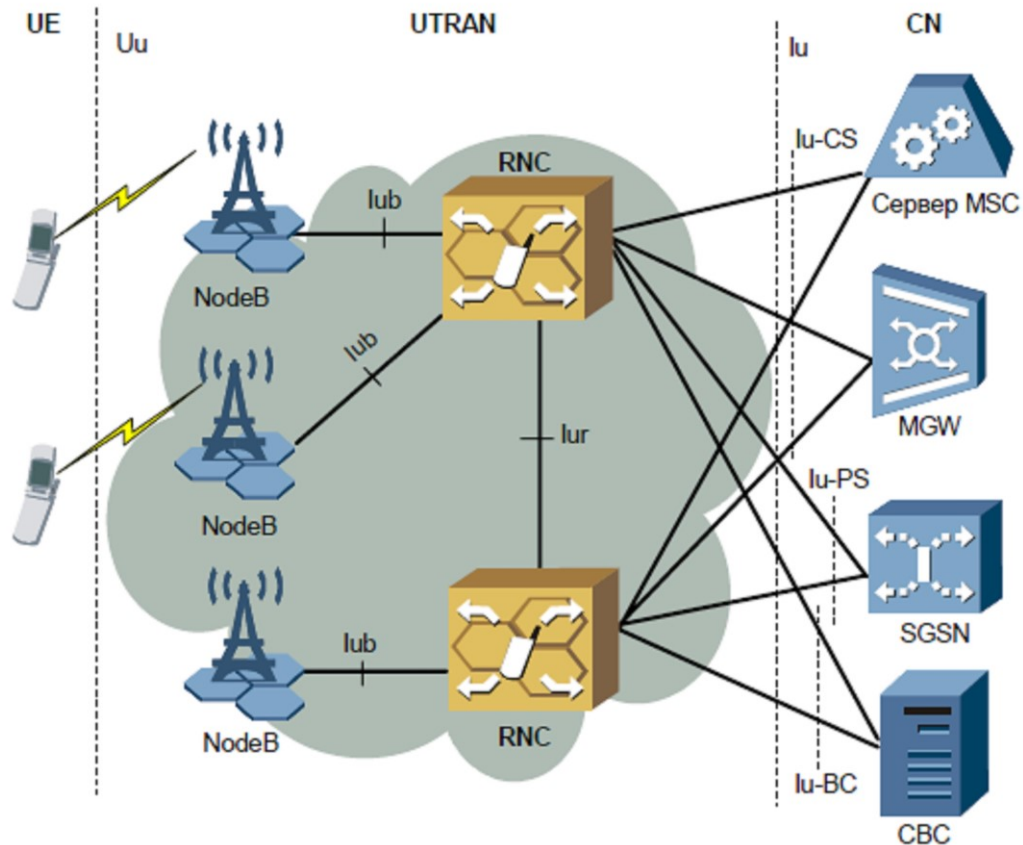 UE
Uu
UTRAN
Iu
CN
RNC
Iu-CS
Iub
Сервер MSC
NodeB
Iub
MGW
Iur
Iu-PS
NodeB
SGSN
Iub
RNC
NodeB
Iu-BC
CBC